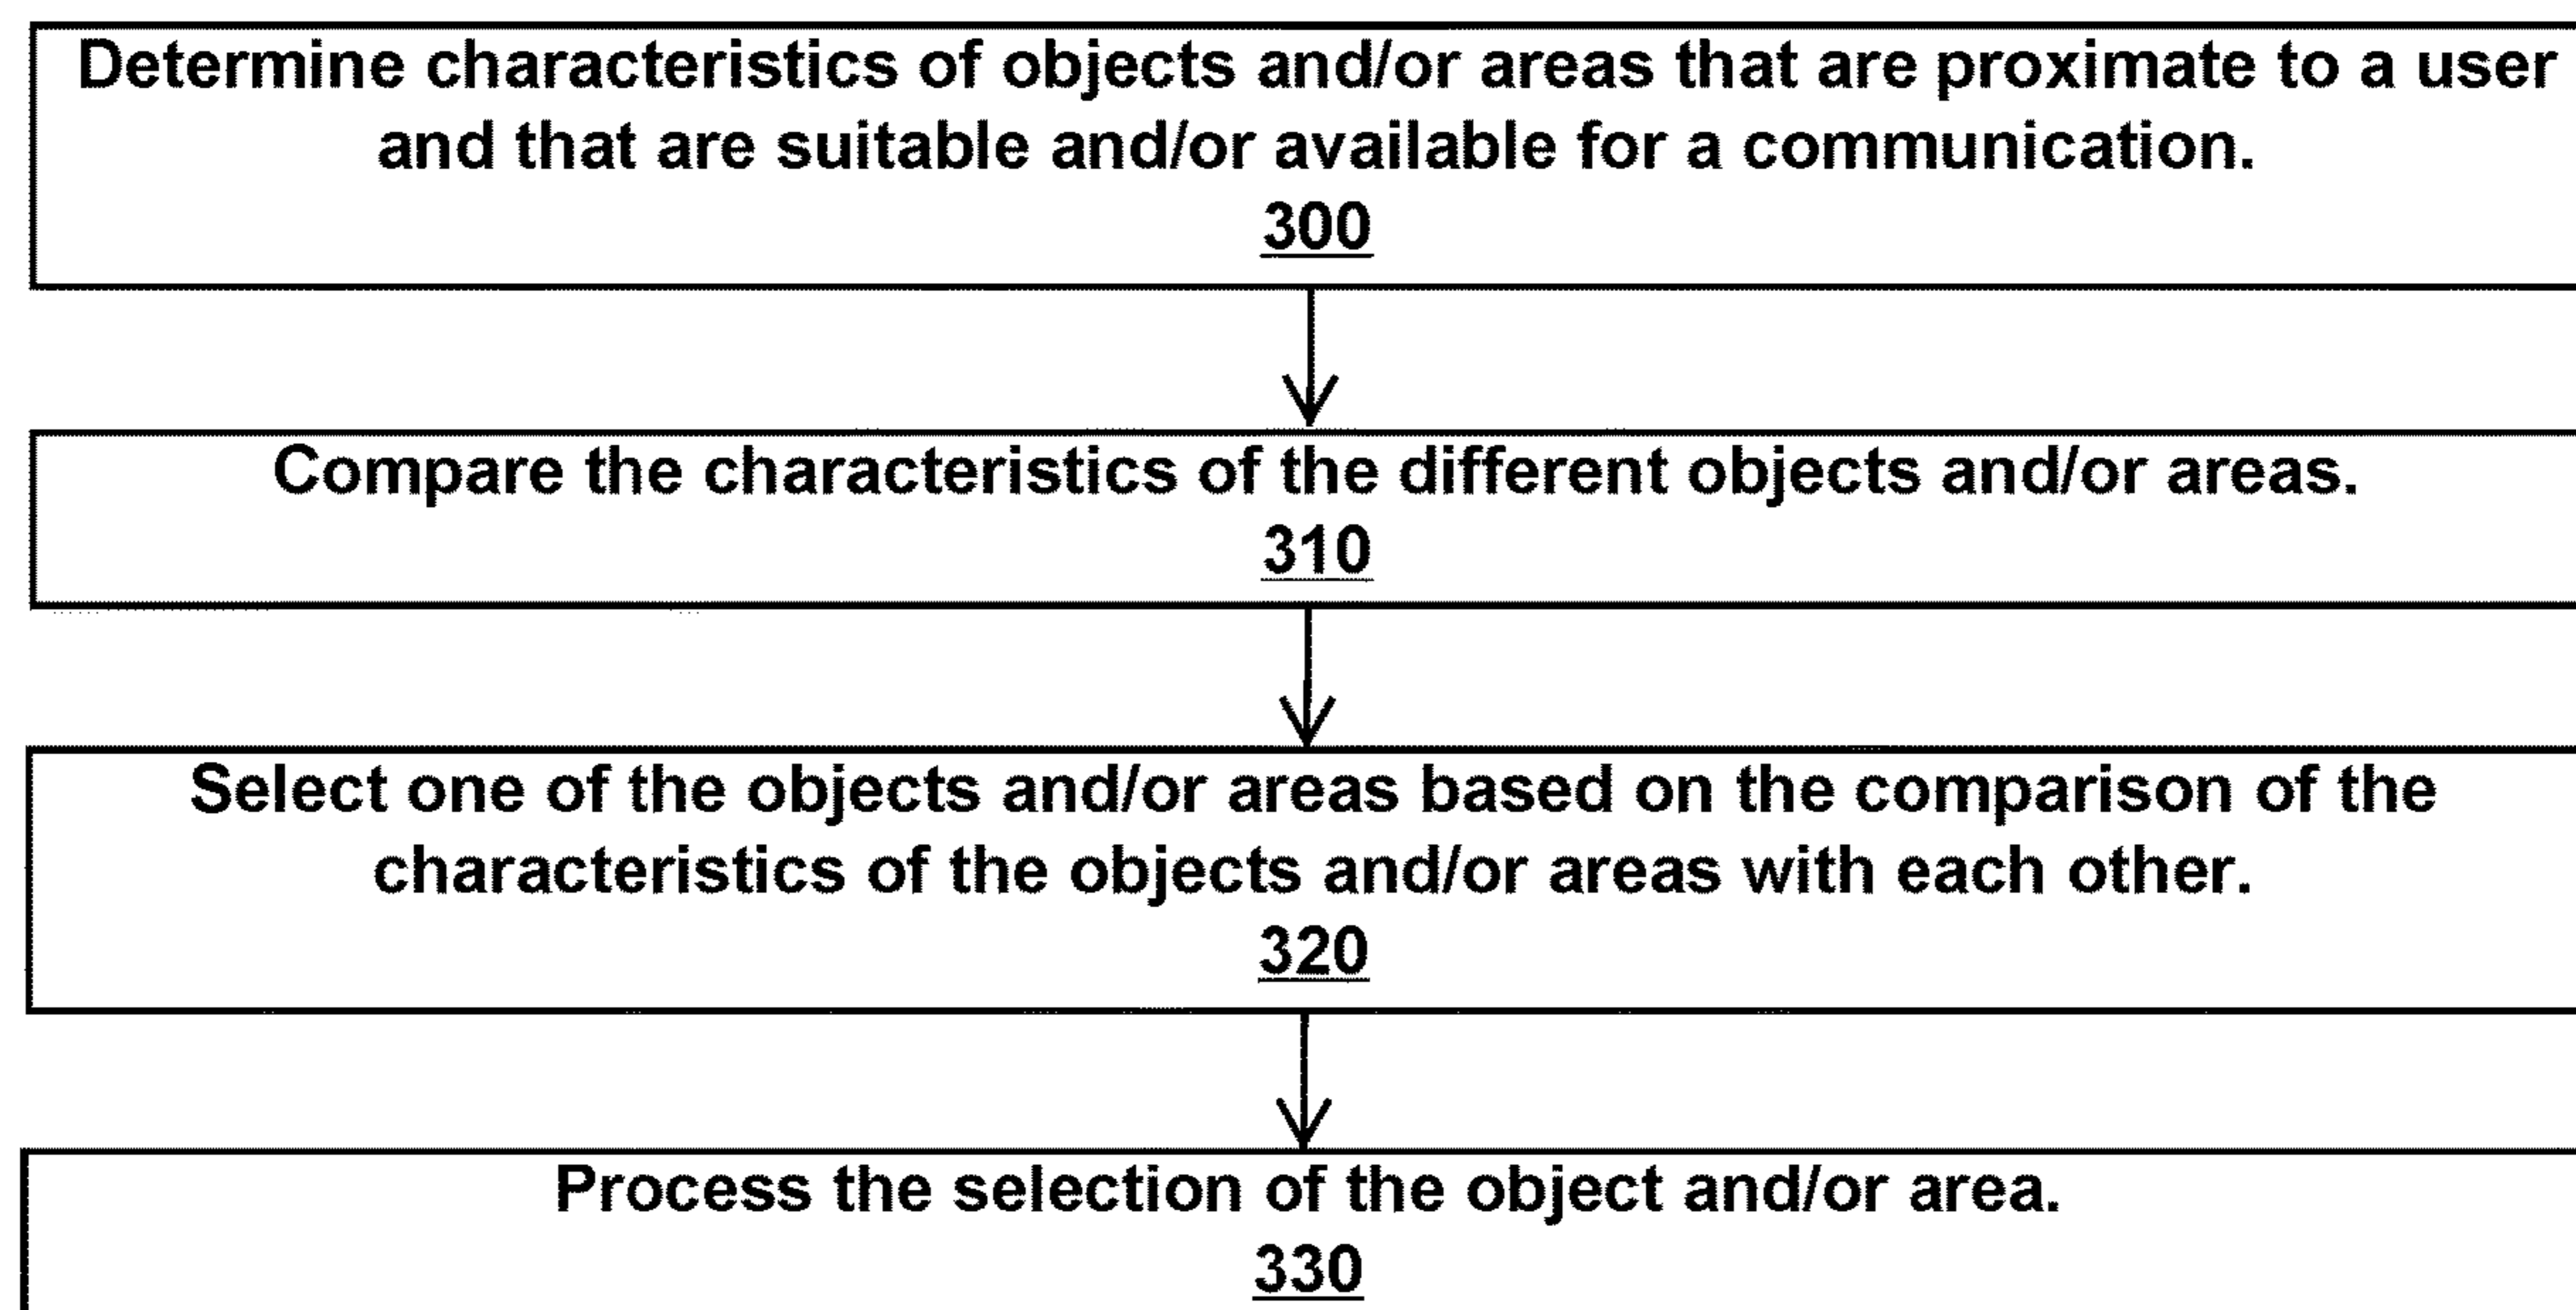 Determine characteristics of objects and/or areas that are proximate to a user
and that are suitable and/or available for a communication.
300
Compare the characteristics of the different objects and/or areas.
310
Select one of the objects and/or areas based on the comparison of the
characteristics of the objects and/or areas with each other.
320
Process the selection of the object and/or area.
330